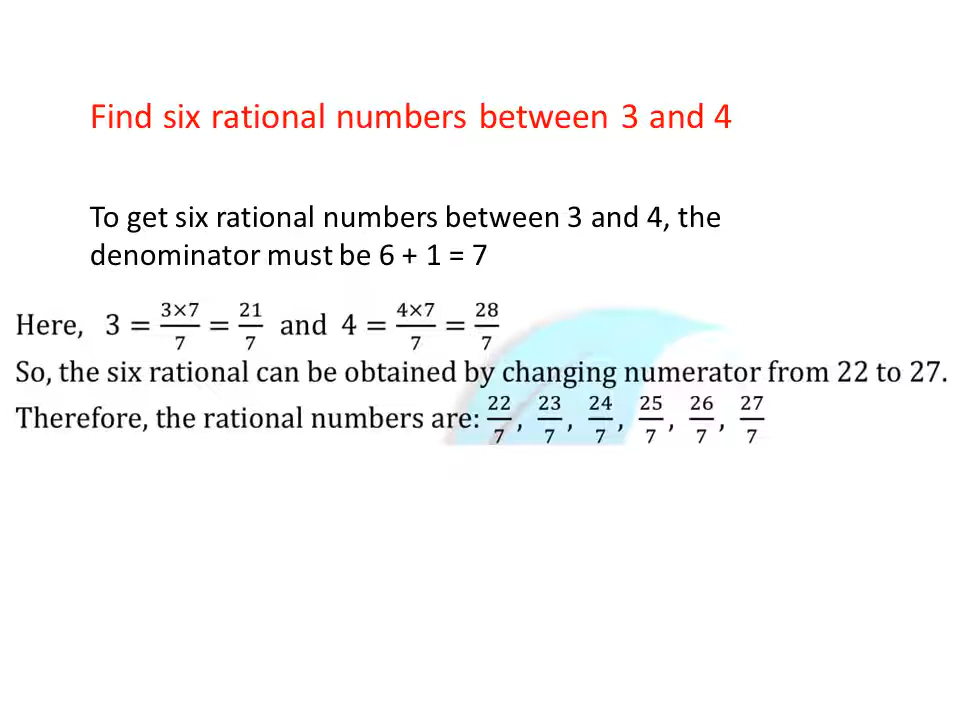 Find six rational numbers between 3 and 4
To get six rational numbers between 3 and 4, the
denominator must be 6 + 1 = 7
Here, 3 = 3×7/7 = 21/7 and 4 = 4×7/7 = 28/7
So, the six rational can be obtained by changing numerator from 22 to 27.
Therefore, the rational numbers are: 22/7, 23/7, 24/7, 25/7, 26/7, 27/7